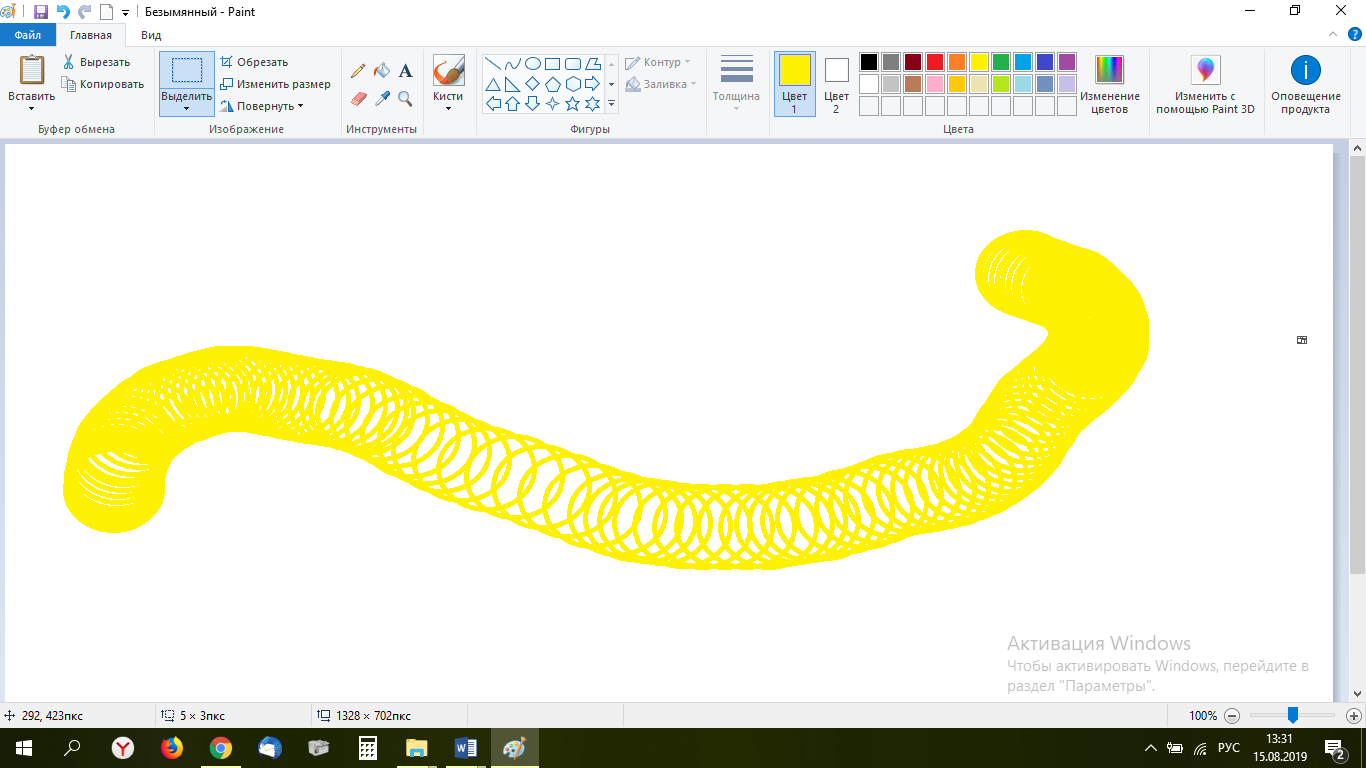 Безымянный - Paint
Файл
Главная
Вид
Вставить
Вырезать
Копировать
Буфер обмена
Выделить
Обрезать
Изменить размер
Повернуть
Изображение
A
Инструменты
Кисти
Контур
Заливка
Фигуры
Толщина
Цвет
1
Цвет
2
Изменение
цветов
Цвета
Изменить с
помощью Paint 3D
Оповещение
продукта
Активация Windows
Чтобы активировать Windows, перейдите в
раздел "Параметры".
292, 423пкс
5 × 3пкс
1328 × 702пкс
100%
РУС
13:31
15.08.2019
2